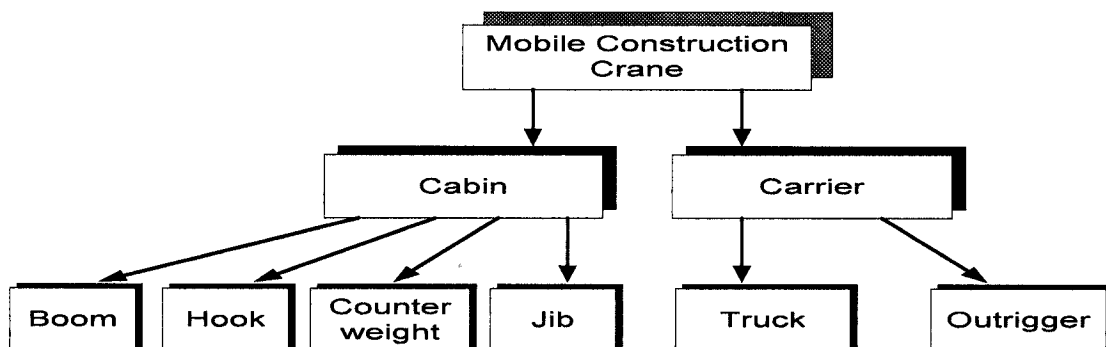 Mobile Construction
Crane
Cabin
Carrier
Boom
Hook
Counter
weight
Jib
Truck
Outrigger